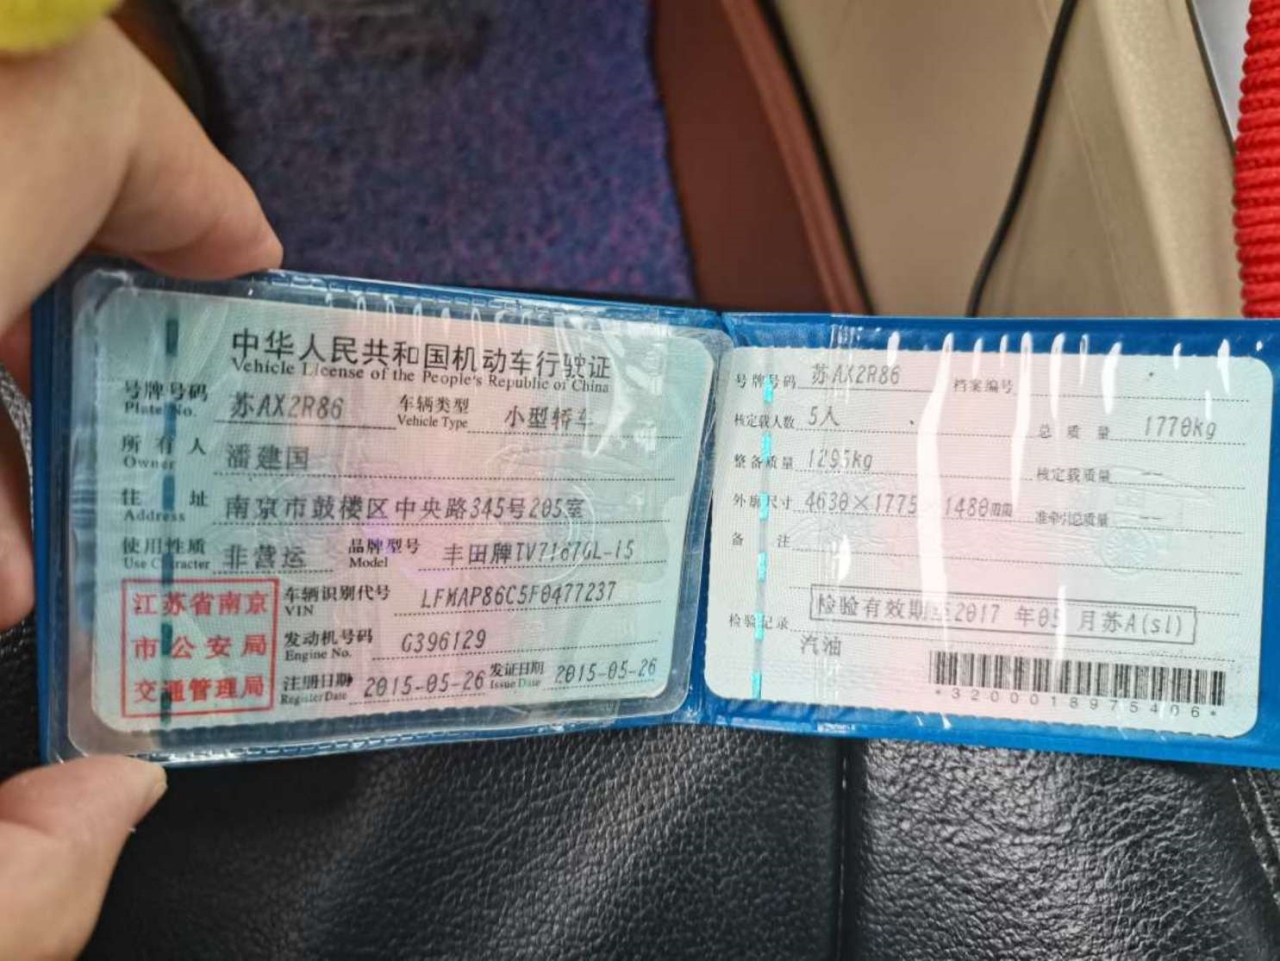 中华人民共和国机动车行驶证
Vehicle License of the People's Republic of China
号牌号码 苏AX2R86 车辆类型 小型轿车
Plate No. Vehicle Type
所有人 潘建国
Owner
住址 南京市鼓楼区中央路345号205室
Address
使用性质 非营运 品牌型号 丰田牌
Use Character Model
江苏省南京
市公安局
交通管理局
车辆识别代号 LFMAP86C5F0477237
VIN
发动机号码 G396129
Engine No.
注册日期 2015-05-26 发证日期 2015-05-26
Register Date Issue Date
号牌号码 苏AX2R86 档案编号
核定载人数 5人 总质量 1770kg
整备质量 1295kg 核定载质量 --
外廓尺寸 4630×1775×1480mm 准牵引总质量 --
备注
检验有效期至2017 年05 月苏A(sl)
检验记录
汽油
*3200018975406*